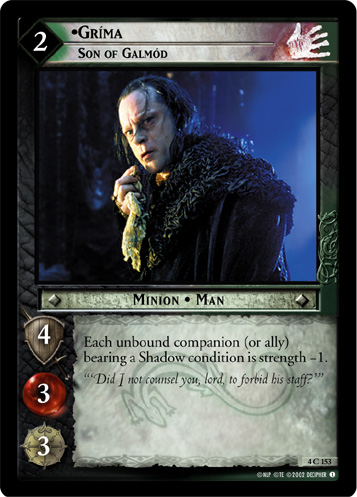 2
•Gríma
Son of Galmód
Minion • Man
4
Each unbound companion (or ally)
bearing a Shadow condition is strength –1.
3
“‘Did I not counsel you, lord, to forbid his staff?’”
3
4 C 153
©NLP ©TE ©2002 DECIPHER